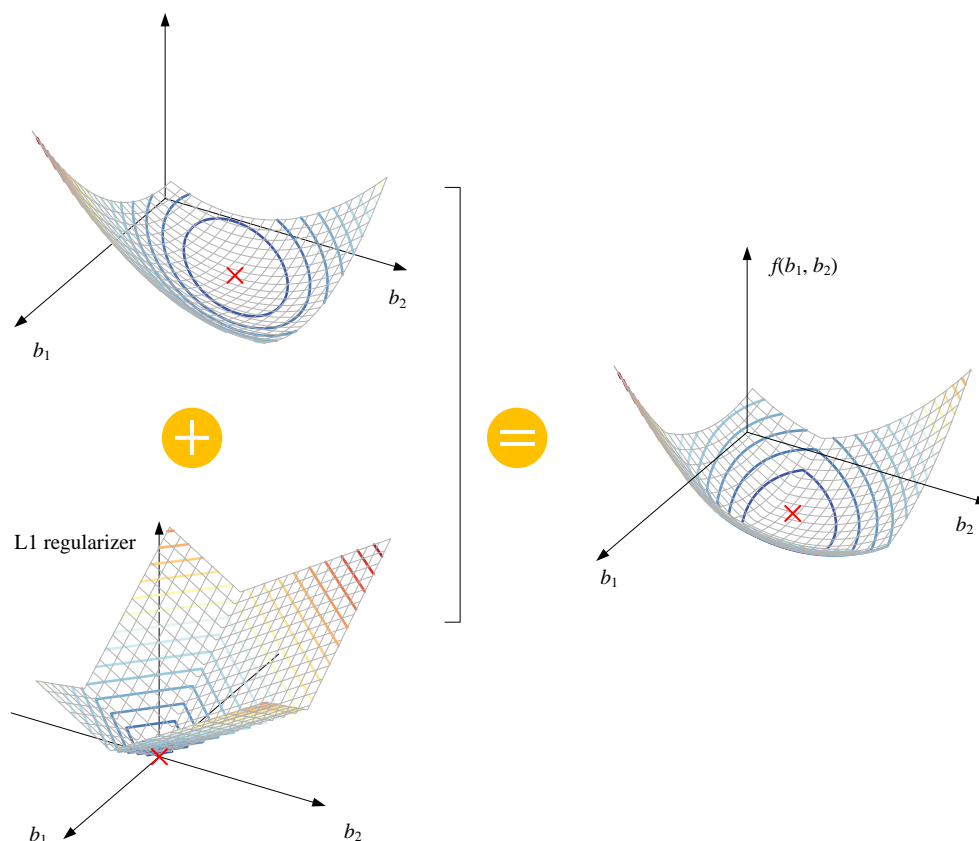 b₂
b₁
f(b₁, b₂)
b₂
b₁
L1 regularizer
b₁
b₂